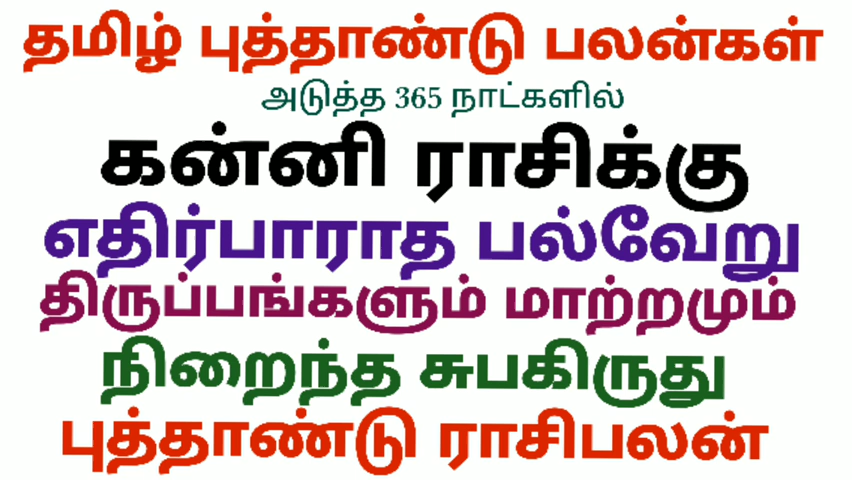 தமிழ் புத்தாண்டு பலன்கள்
அடுத்த 365 நாட்களில்
கன்னி ராசிக்கு
எதிர்பாராத பல்வேறு
திருப்பங்களும் மாற்றமும்
நிறைந்த சுபகிருது
புத்தாண்டு ராசிபலன்